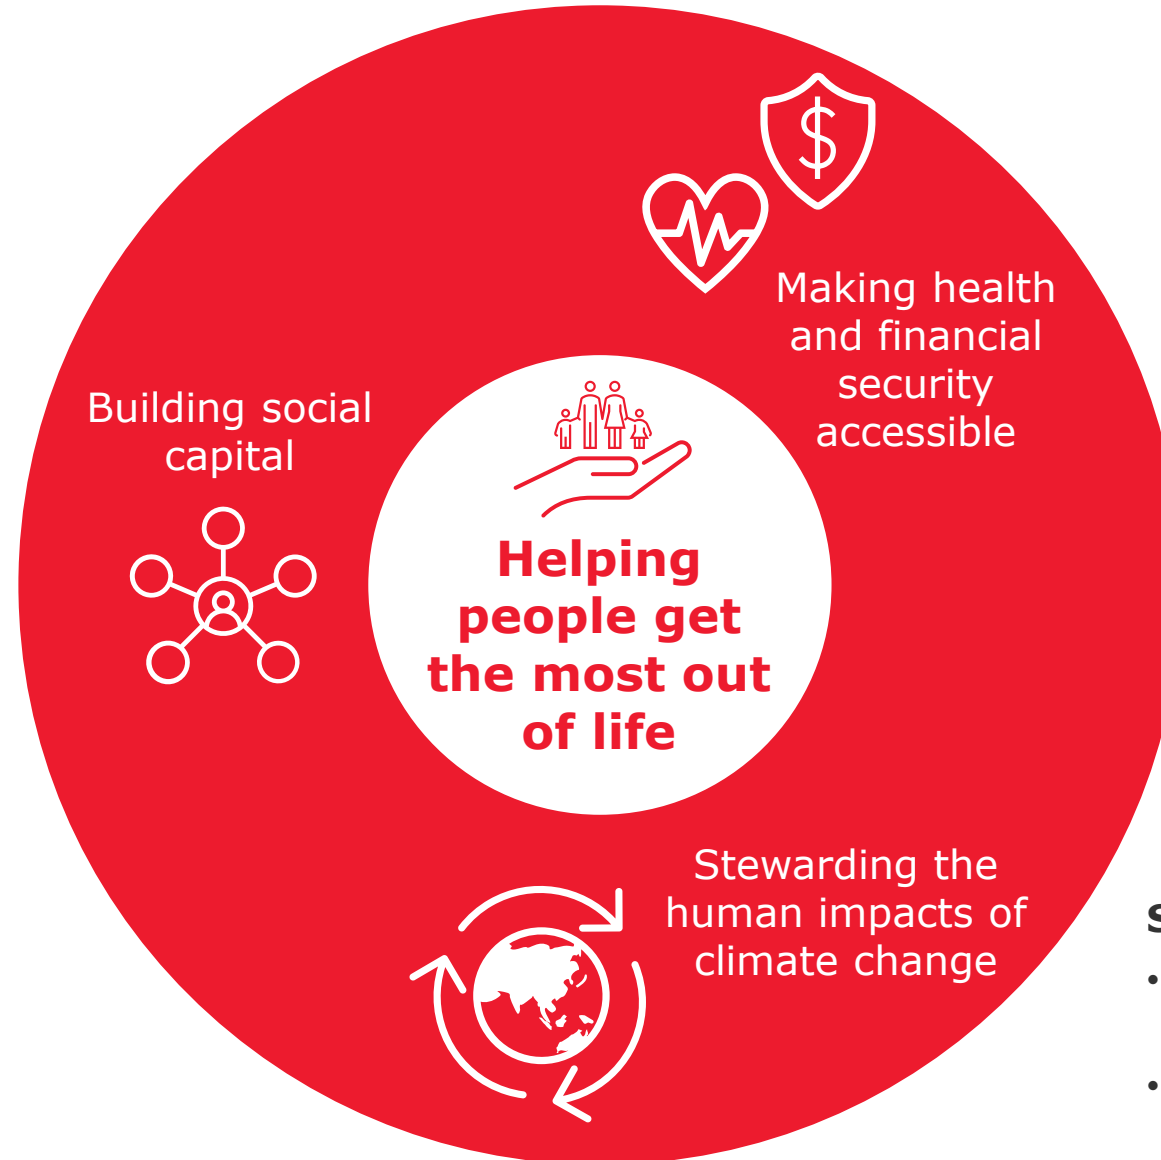 Making health
and financial
security
accessible
Building social
capital
Helping
people get
the most out
of life
Stewarding the
human impacts of
climate change